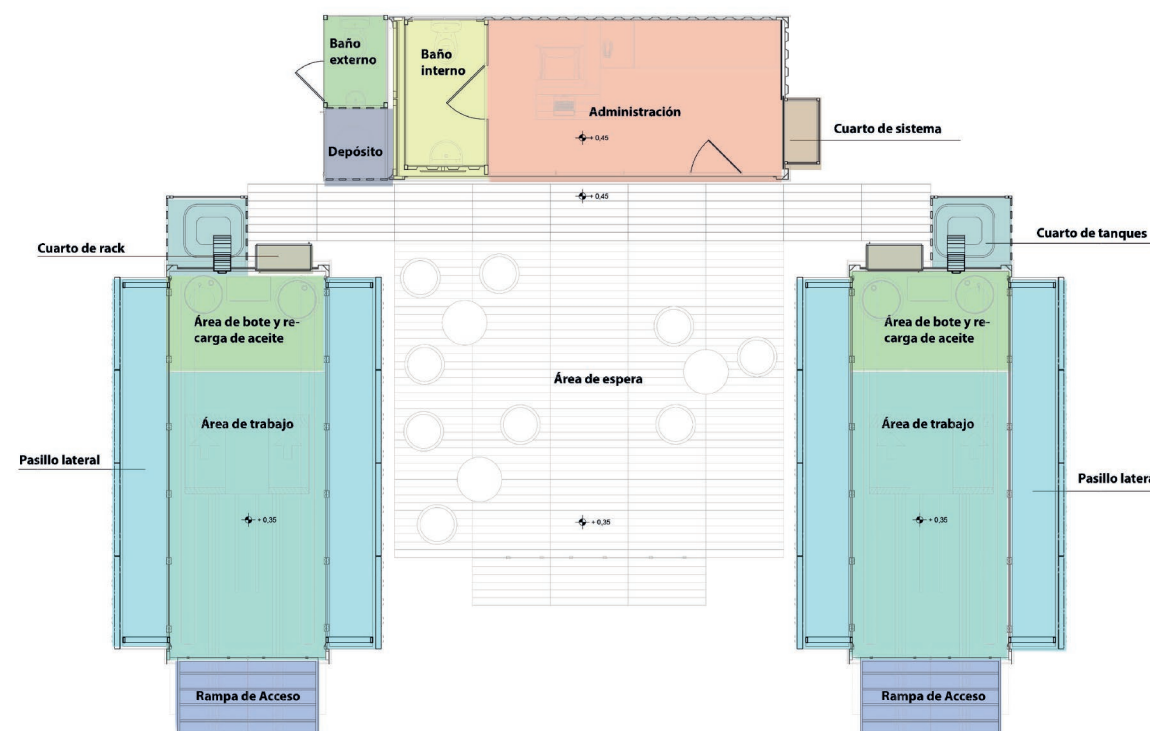 Baño
externo
Baño
interno
Administración
+ 0,45
Cuarto de sistema
Depósito
+ 0,45
Cuarto de rack
Cuarto de tanques
Área de bote y re-
carga de aceite
Área de bote y re-
carga de aceite
Área de espera
Área de trabajo
Área de trabajo
Pasillo lateral
Pasillo latera
+ 0,35
+ 0,35
+ 0,35
Rampa de Acceso
Rampa de Acceso